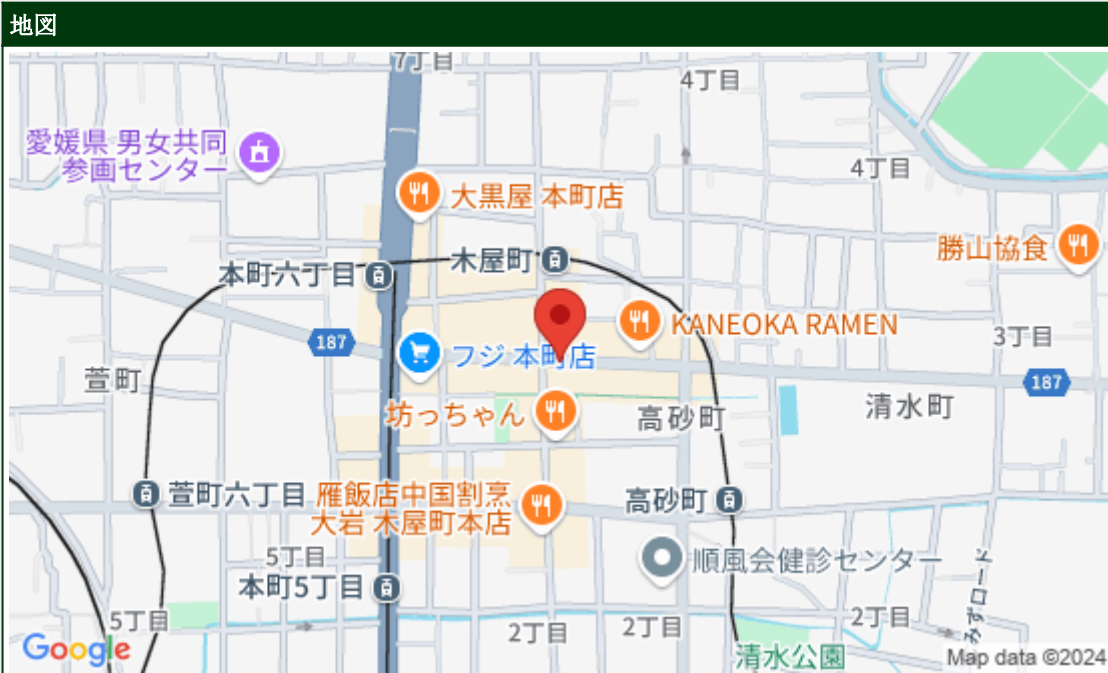 地図
7丁目
4丁目
愛媛県 男女共同
参画センター
4丁目
大黒屋 本町店
勝山協食
木屋町
本町六丁目
KANEOKA RAMEN
187
3丁目
フジ 本町店
萱町
187
坊っちゃん
高砂町
清水町
萱町六丁目
雁飯店中国割烹
大岩 木屋町本店
高砂町
5丁目
順風会健診センター
本町5丁目
みずロード
5丁目
2丁目
2丁目
2丁目
Google
清水公園
Map data ©2024